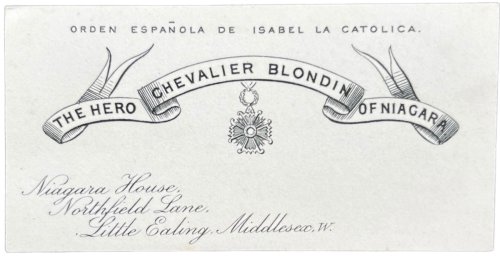 ORDEN ESPAÑOLA DE ISABEL LA CATOLICA.
THE HERO CHEVALIER BLONDIN OF NIAGARA
Niagara House,
Northfield Lane,
Little Ealing, Middlesex, W.